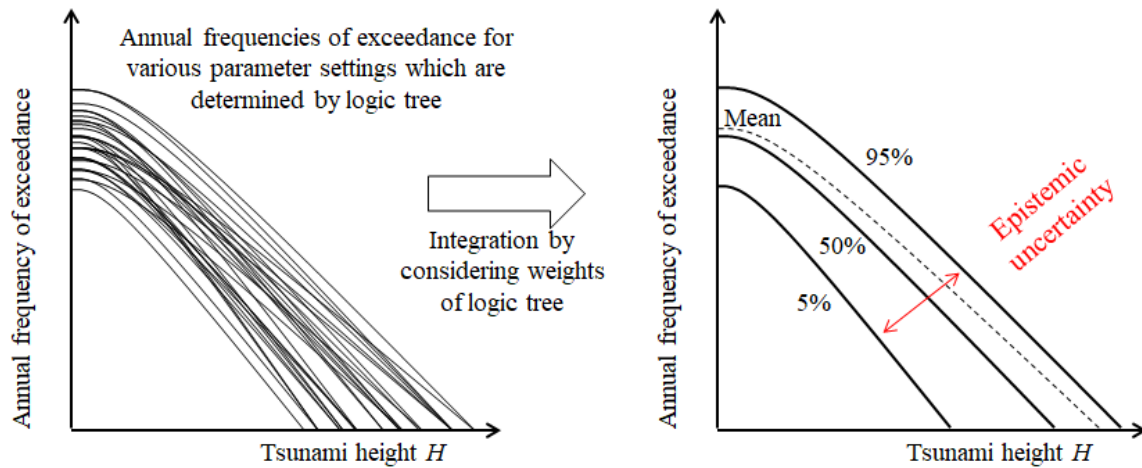 Annual frequencies of exceedance for
various parameter settings which are
determined by logic tree
Annual frequency of exceedance
Tsunami height H
Integration by
considering weights
of logic tree
Annual frequency of exceedance
Mean
95%
50%
5%
Epistemic
uncertainty
Tsunami height H